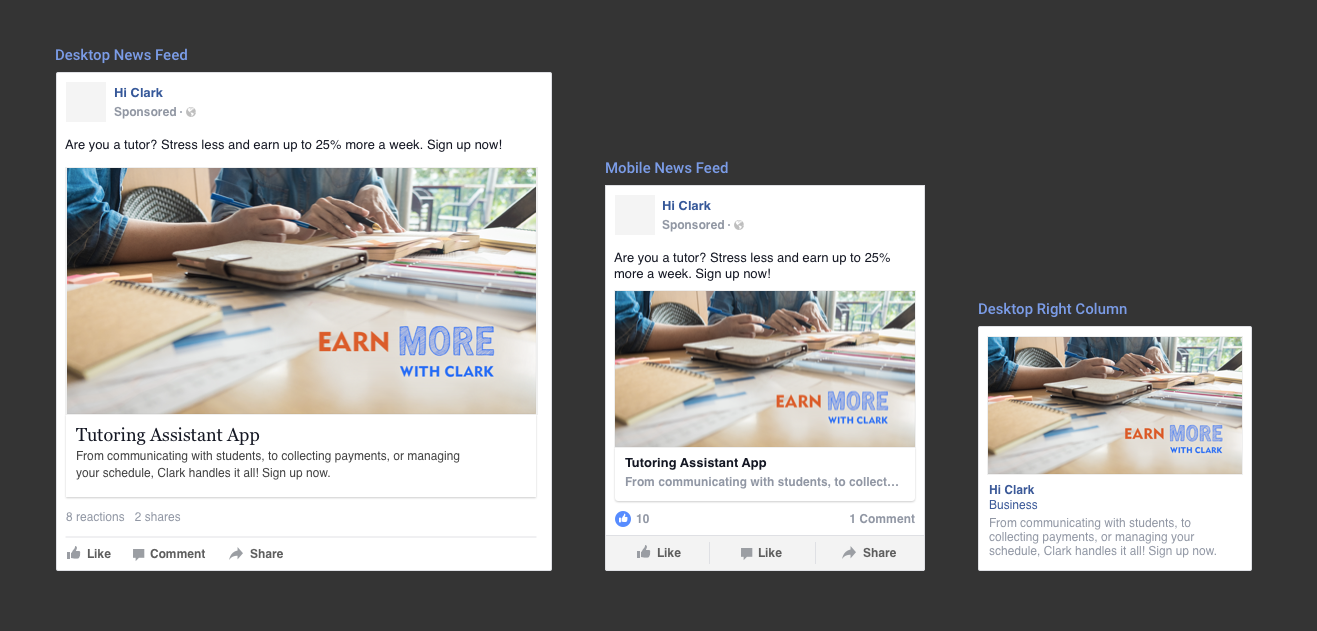 Desktop News Feed
Hi Clark
Sponsored ·
Are you a tutor? Stress less and earn up to 25% more a week. Sign up now!
EARN MORE
WITH CLARK
Tutoring Assistant App
From communicating with students, to collecting payments, or managing
your schedule, Clark handles it all! Sign up now.
8 reactions 2 shares
Like Comment Share
Mobile News Feed
Hi Clark
Sponsored ·
Are you a tutor? Stress less and earn up to 25%
more a week. Sign up now!
EARN MORE
WITH CLARK
Tutoring Assistant App
From communicating with students, to collect...
10 1 Comment
Like Like Share
Desktop Right Column
EARN MORE
WITH CLARK
Hi Clark
Business
From communicating with students, to
collecting payments, or managing your
schedule, Clark handles it all! Sign up now.